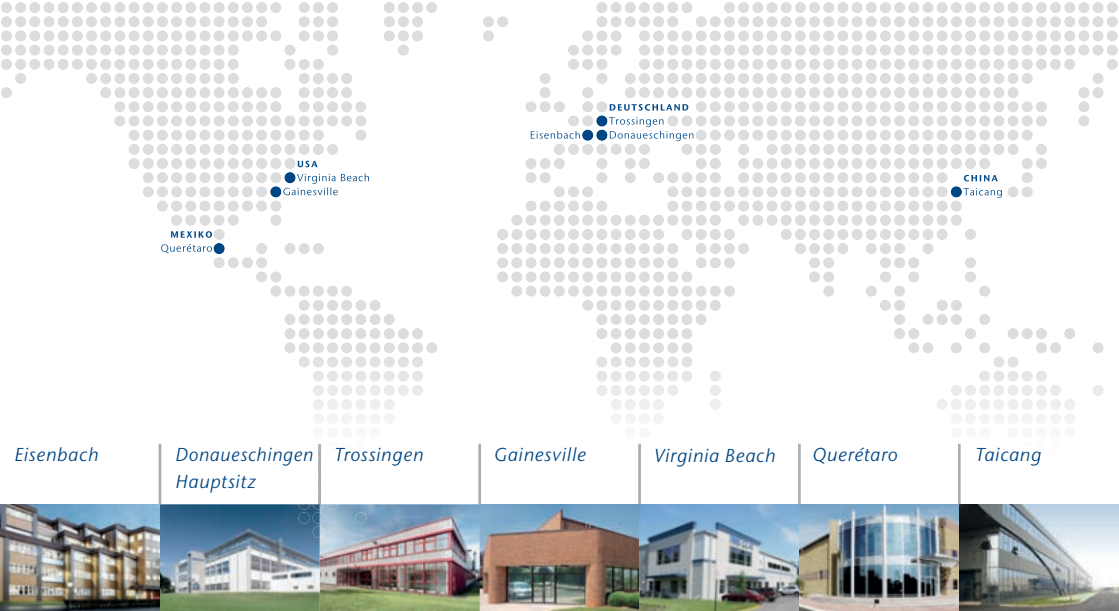 DEUTSCHLAND
Trossingen
Eisenbach
Donaueschingen
USA
Virginia Beach
Gainesville
CHINA
Taicang
MEXIKO
Querétaro
Eisenbach
Donaueschingen
Hauptsitz
Trossingen
Gainesville
Virginia Beach
Querétaro
Taicang